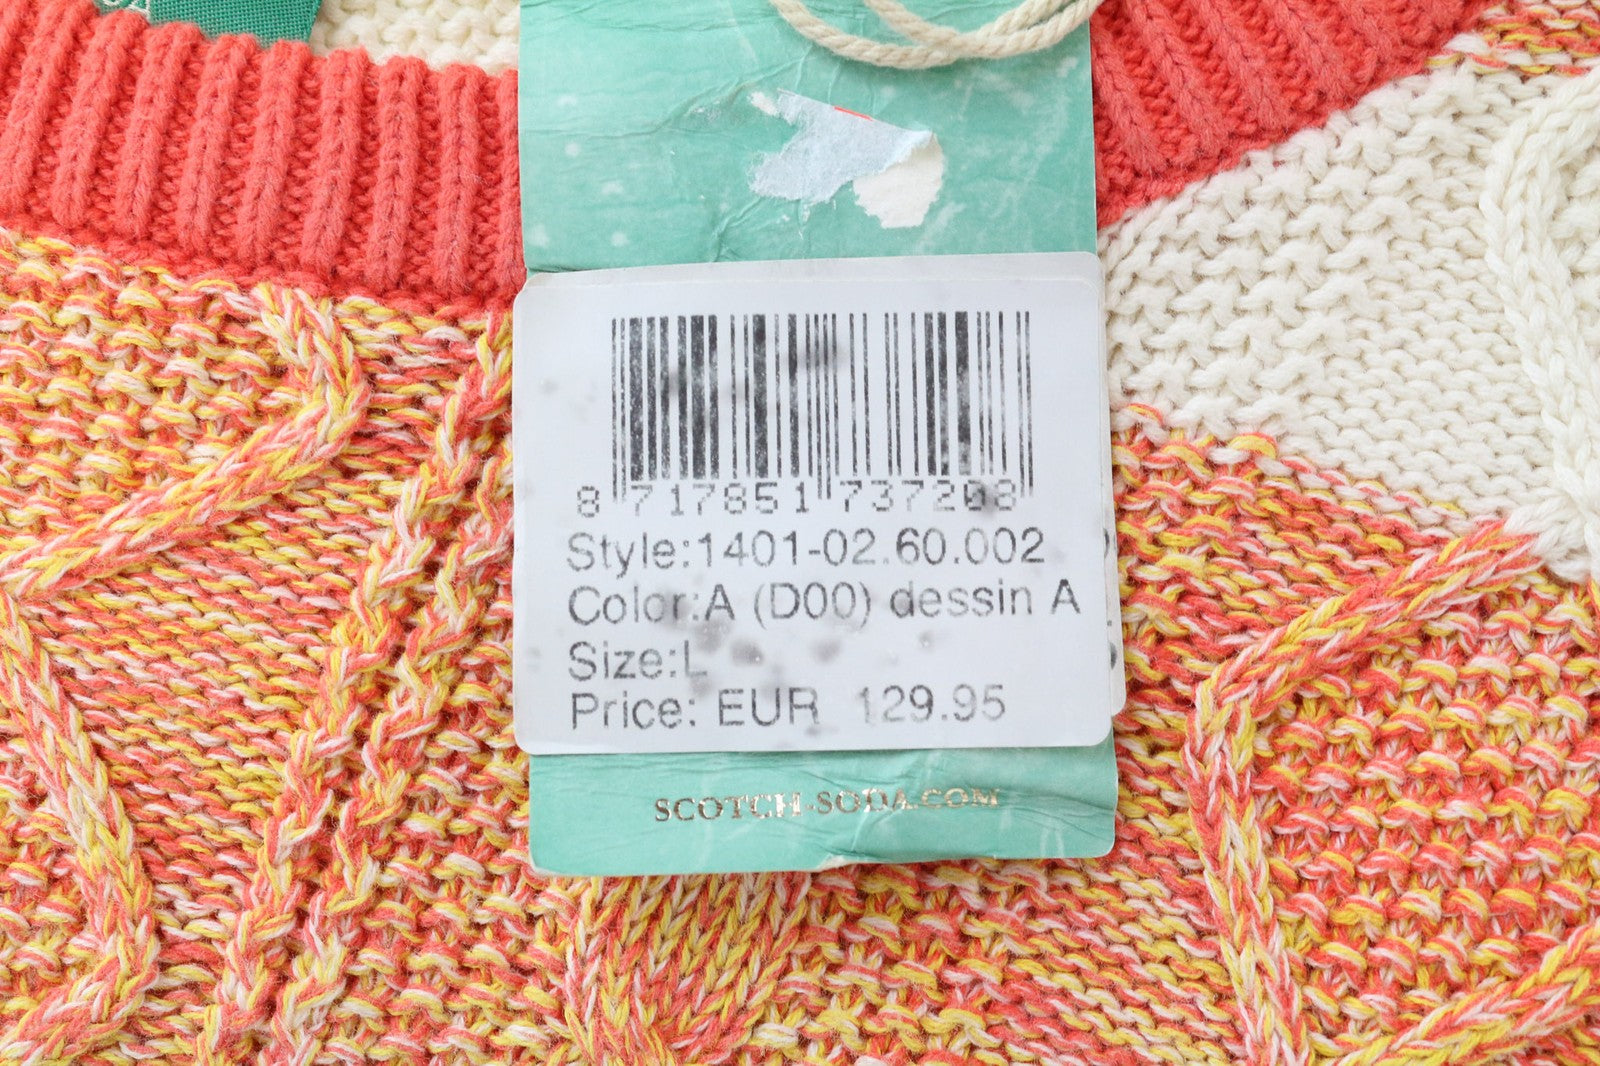 8 717851 737208
Style:1401-02.60.002
Color:A (D00) dessin A
Size:L
Price: EUR 129.95
SCOTCH-SODA.COM